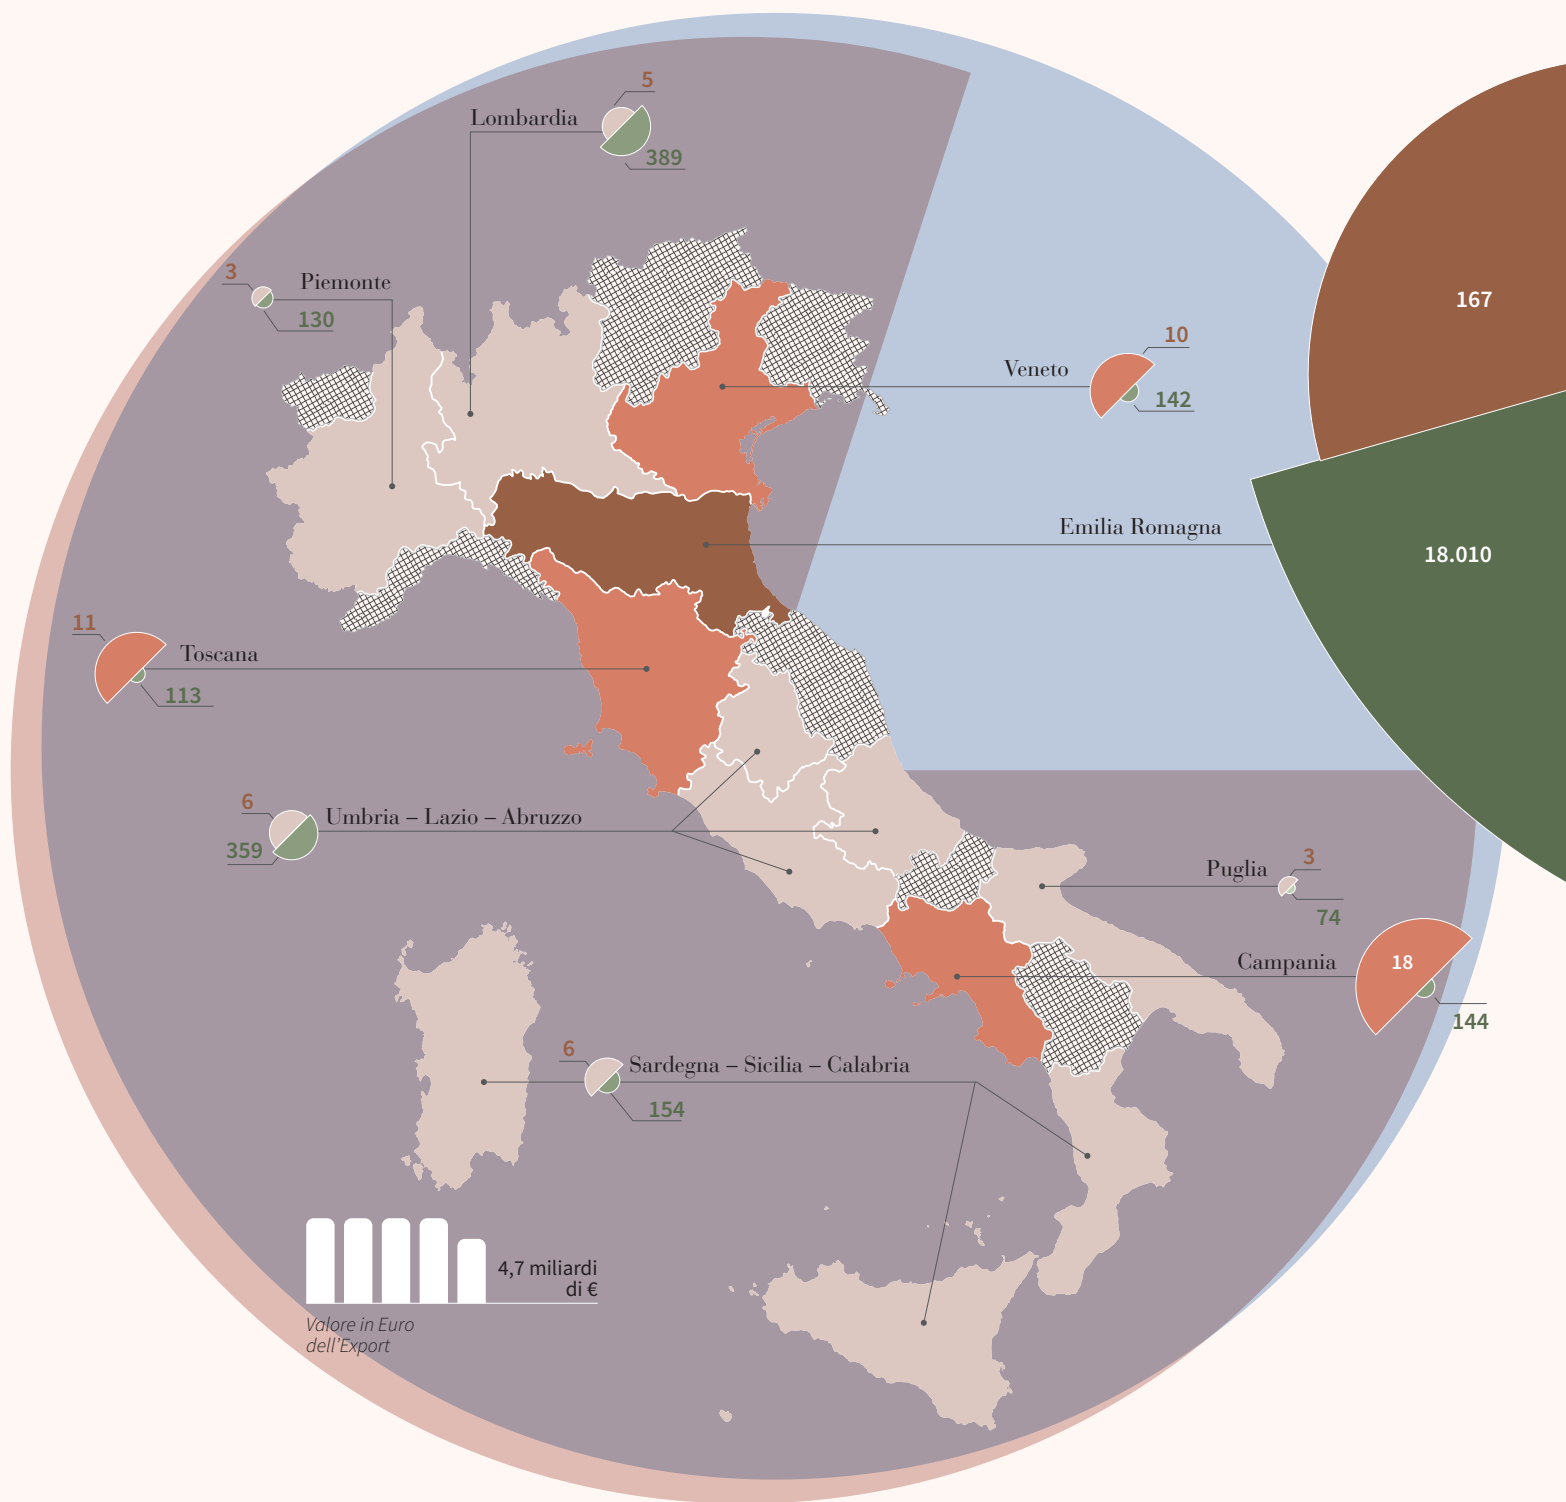 5
Lombardia
389
3
Piemonte
130
167
10
Veneto
142
Emilia Romagna
18.010
11
Toscana
113
6
Umbria – Lazio – Abruzzo
359
3
Puglia
74
Campania
18
144
6
Sardegna – Sicilia – Calabria
154
4,7 miliardi
di €
Valore in Euro
dell'Export